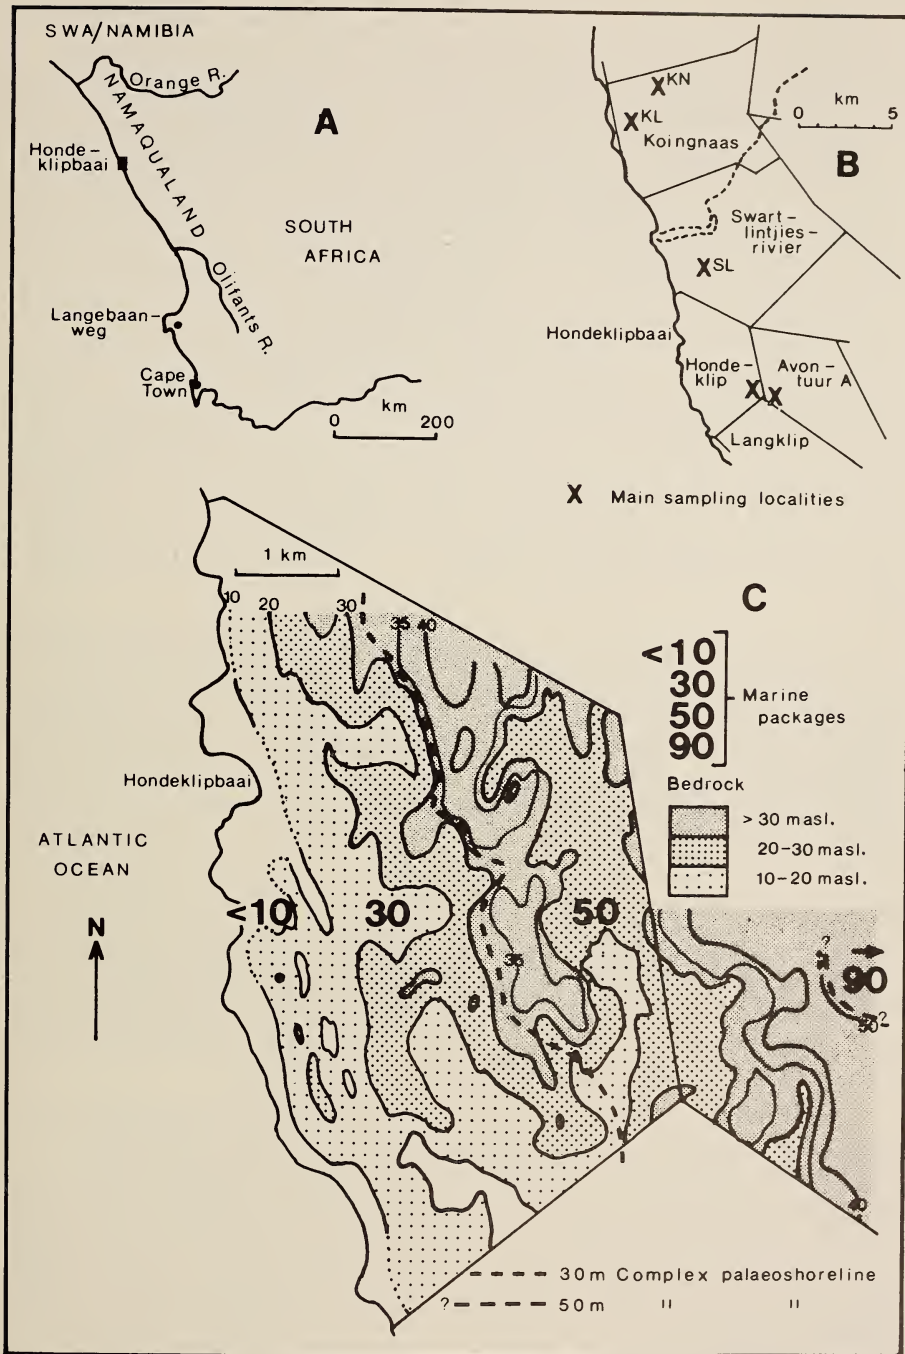 SWA/NAMIBIA
Orange R.
NAMAQUALAND
A
Honde-
klipbaai
SOUTH
AFRICA
Olifants R.
Langebaan-
weg
Cape
Town
km
0 200
KN
KL
Koingnaas
km
0 5
B
Swart-
lintjies-
rivier
SL
Hondeklipbaai
Honde-
klip
Avon-
tuur A
Langklip
X Main sampling localities
1 km
10 20 30 35 40
C
<10
30
50
90
Marine
packages
Bedrock
> 30 masl.
20-30 masl.
10-20 masl.
Hondeklipbaai
ATLANTIC
OCEAN
N
<10 30 50
35
?
90
50 ?
30m Complex palaeoshoreline
? 50m " "